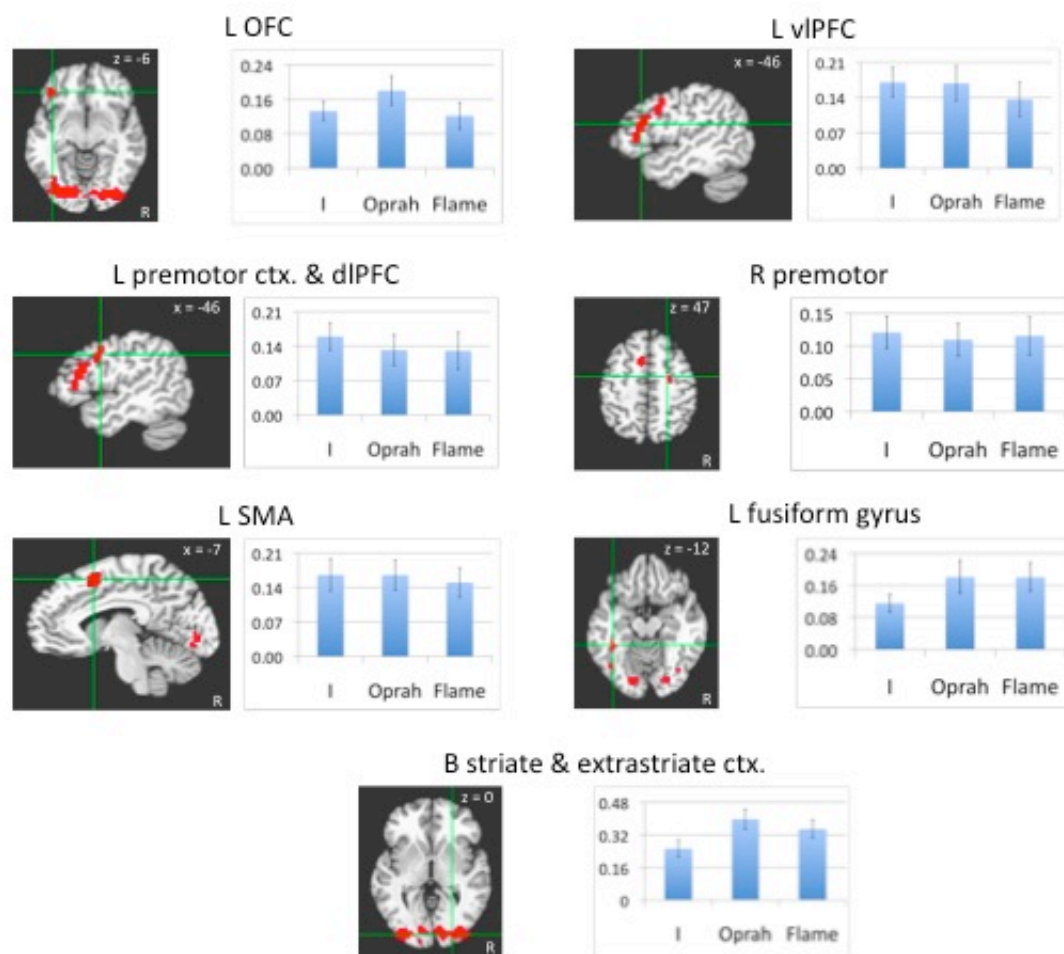 L OFC
z = -6
R
0.24
0.16
0.08
0.00
I Oprah Flame
L vlPFC
x = -46
0.21
0.14
0.07
0.00
I Oprah Flame
L premotor ctx. & dlPFC
x = -46
0.21
0.14
0.07
0.00
I Oprah Flame
R premotor
z = 47
R
0.15
0.10
0.05
0.00
I Oprah Flame
L SMA
x = -7
R
0.21
0.14
0.07
0.00
I Oprah Flame
L fusiform gyrus
z = -12
R
0.24
0.16
0.08
0.00
I Oprah Flame
B striate & extrastriate ctx.
z = 0
R
0.48
0.32
0.16
0
I Oprah Flame